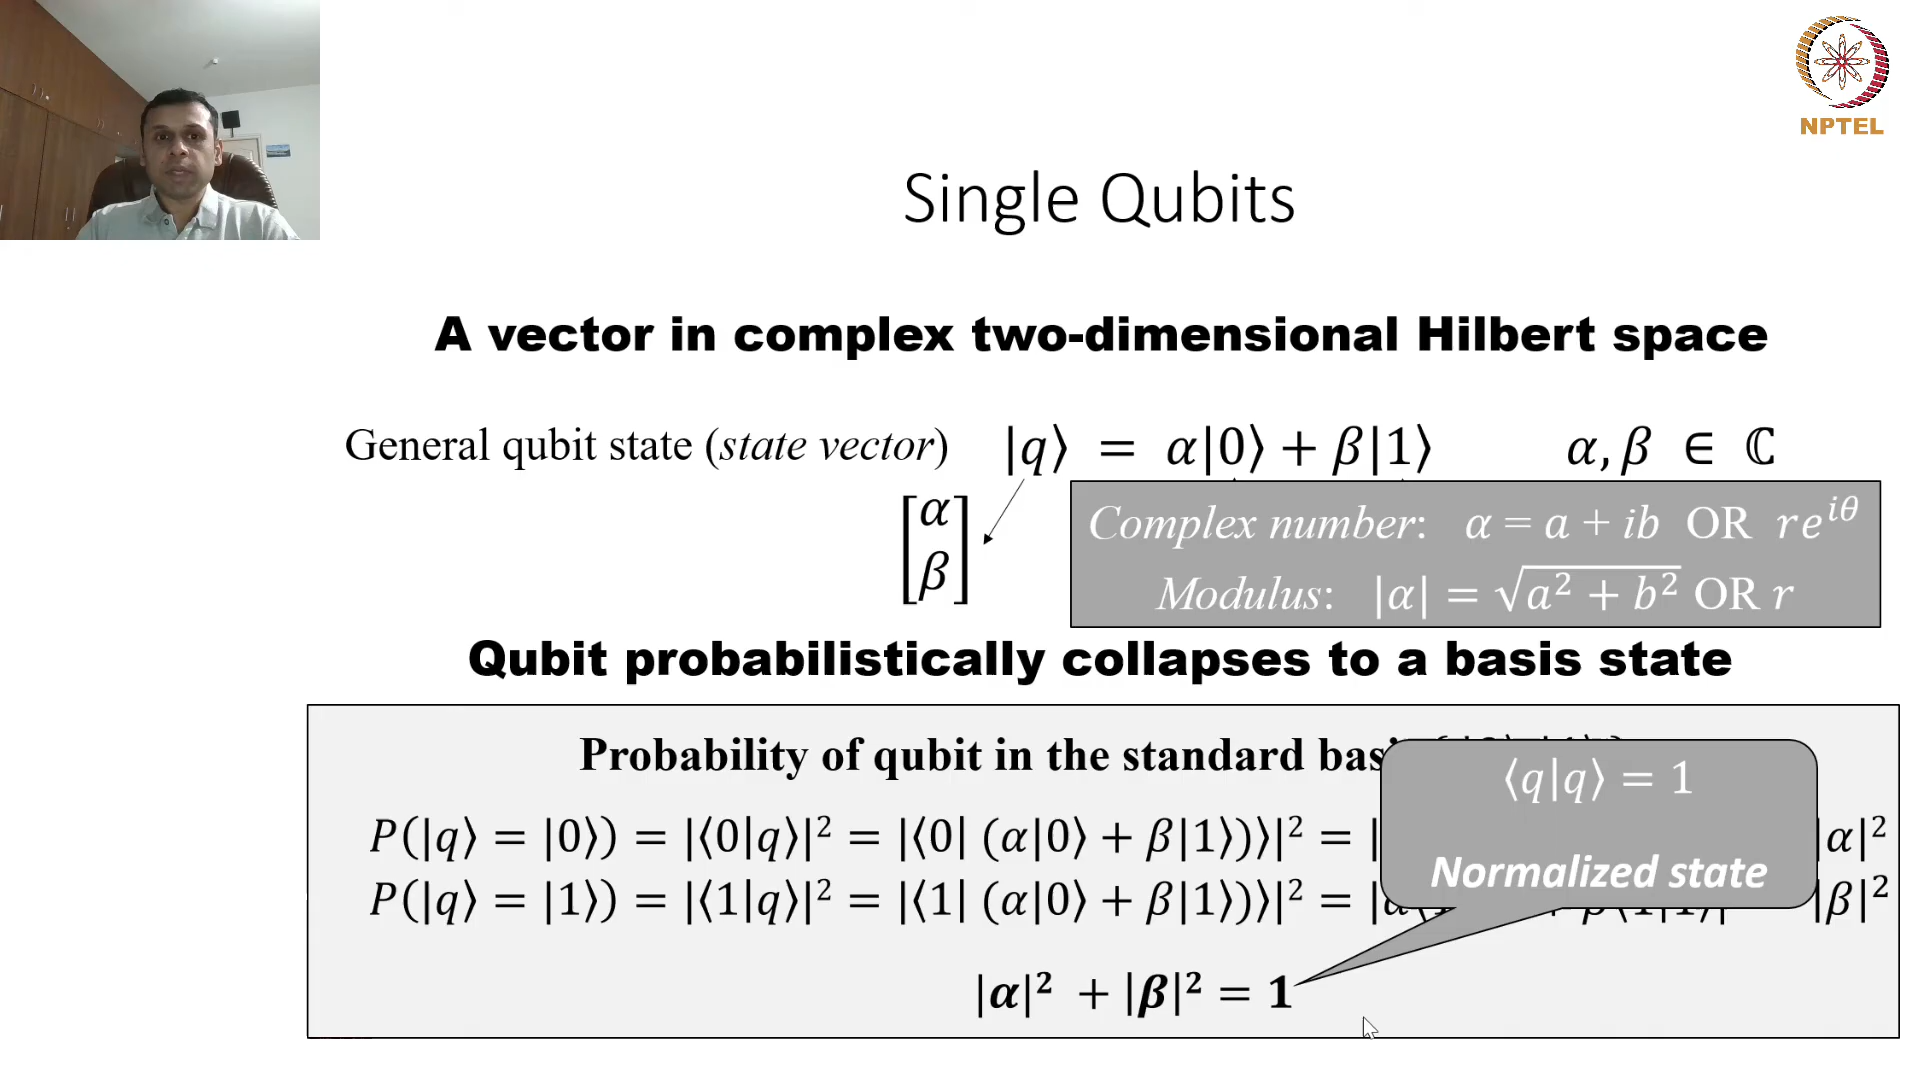 NPTEL
Single Qubits
A vector in complex two-dimensional Hilbert space
General qubit state (state vector) |q⟩ = α|0⟩ + β|1⟩ α, β ∈ ℂ
[α
β]
Complex number: α = a + ib OR re^{iθ}
Modulus: |α| = √(a² + b²) OR r
Qubit probabilistically collapses to a basis state
Probability of qubit in the standard
⟨q|q⟩ = 1
Normalized state
P(|q⟩ = |0⟩) = |⟨0|q⟩|² = |⟨0| (α|0⟩ + β|1⟩)⟩|² = | |α|²
P(|q⟩ = |1⟩) = |⟨1|q⟩|² = |⟨1| (α|0⟩ + β|1⟩)⟩|² = |α |β|²
|α|² + |β|² = 1